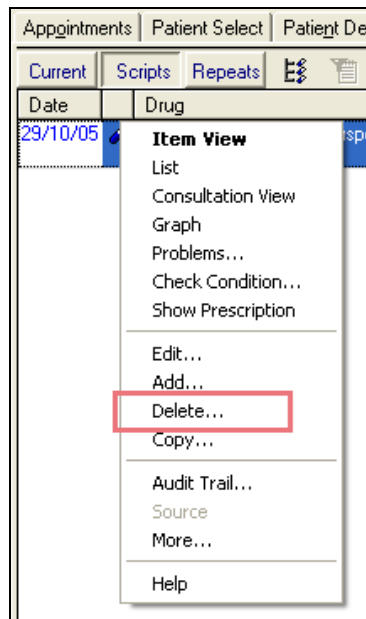 Appointments Patient Select Patient De
Current Scripts Repeats
Date Drug
29/10/05 spe
Item View
List
Consultation View
Graph
Problems...
Check Condition...
Show Prescription
Edit...
Add...
Delete...
Copy...
Audit Trail...
Source
More...
Help